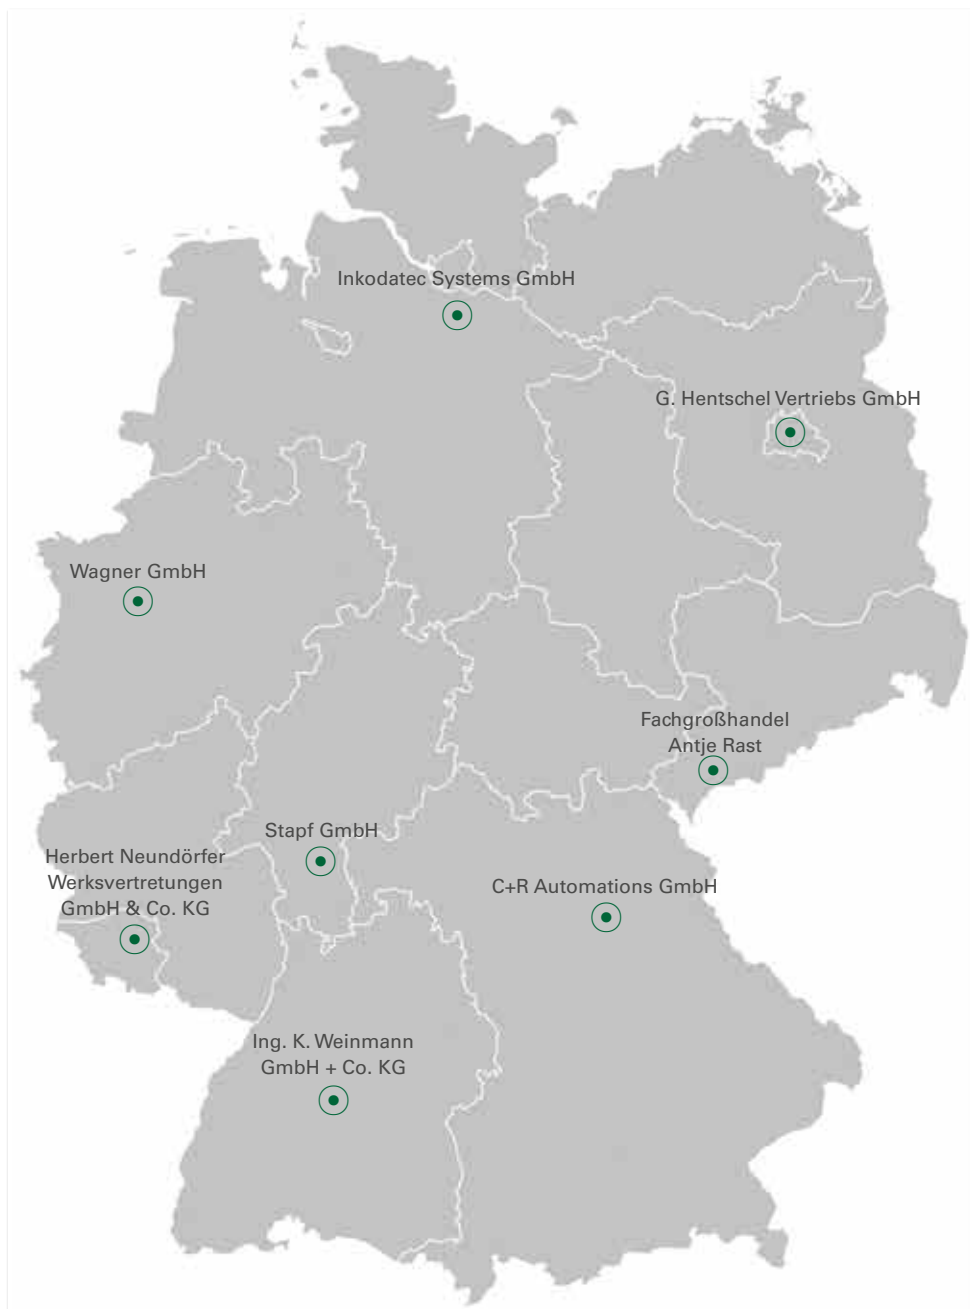 Inkodatec Systems GmbH
G. Hentschel Vertriebs GmbH
Wagner GmbH
Fachgroßhandel
Antje Rast
Stapf GmbH
Herbert Neundörfer
Werksvertretungen
GmbH & Co. KG
C+R Automations GmbH
Ing. K. Weinmann
GmbH + Co. KG